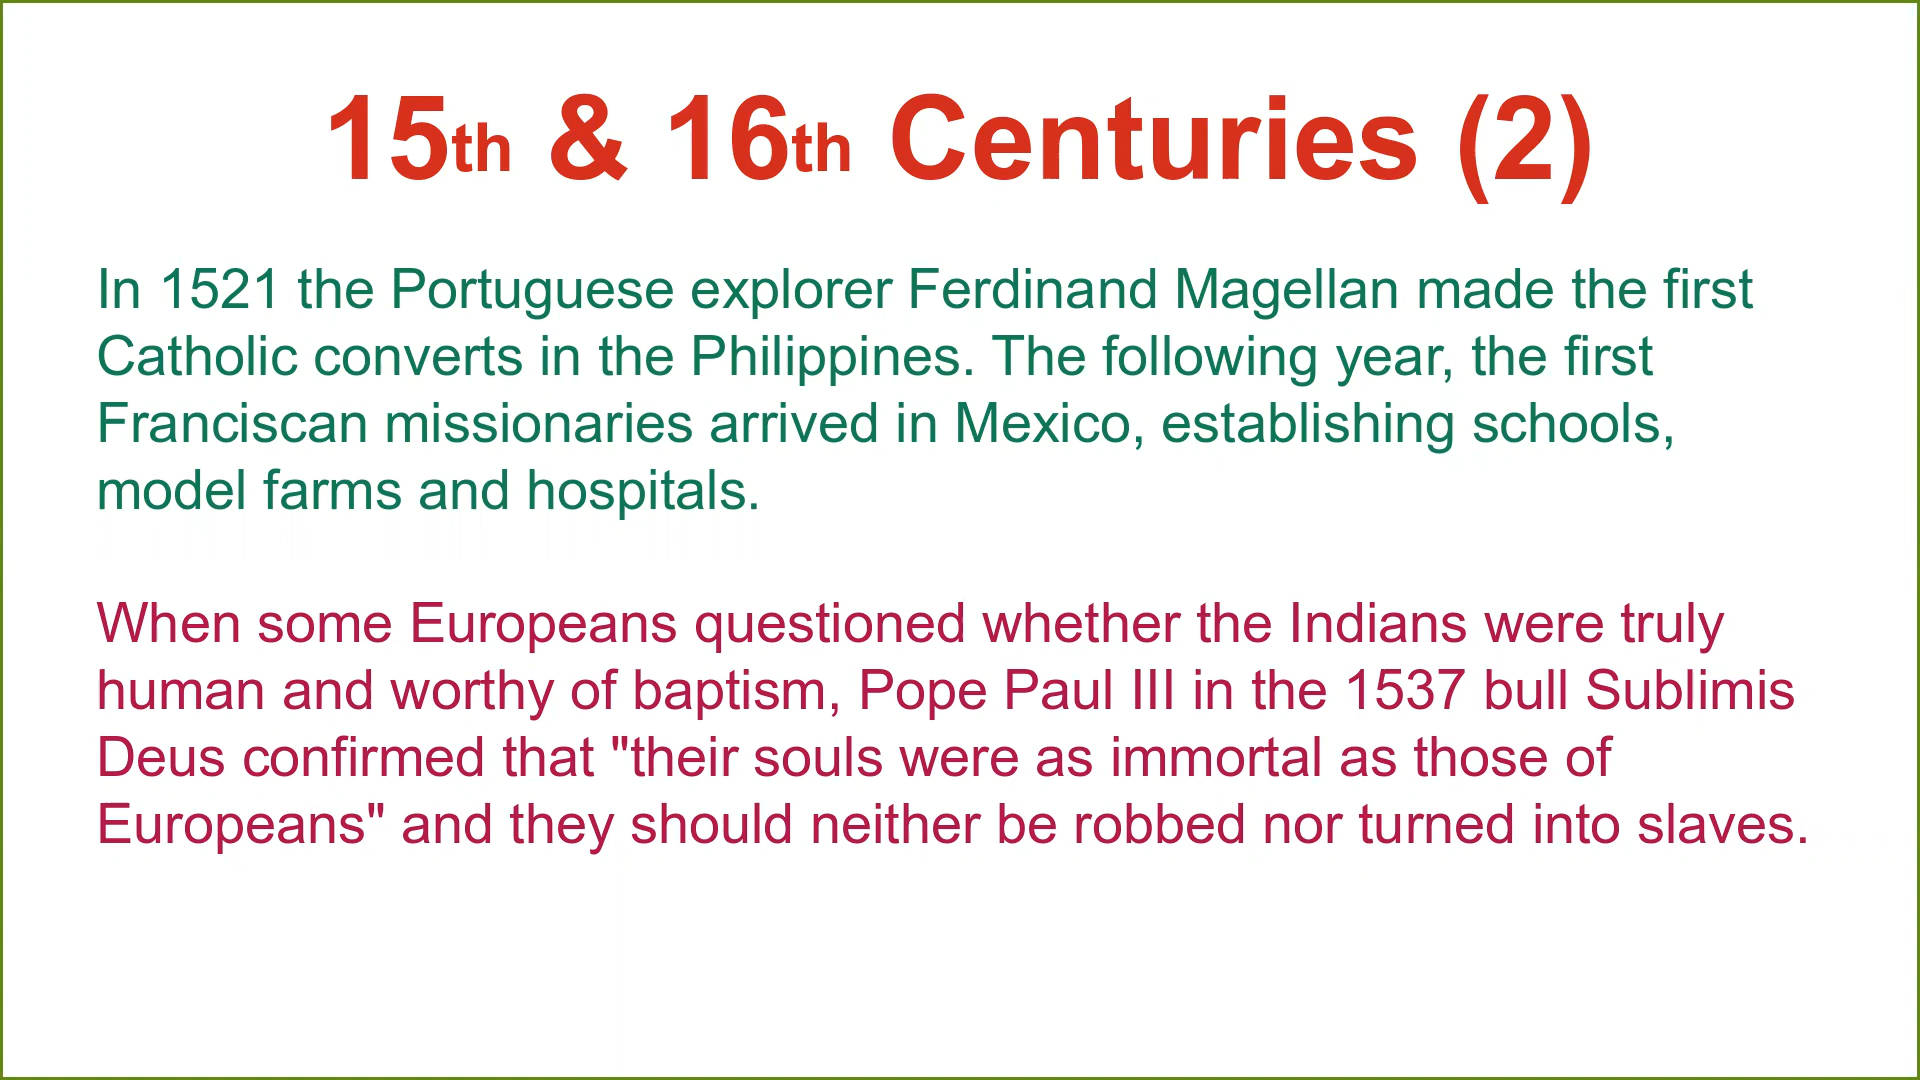 15th & 16th Centuries (2)
In 1521 the Portuguese explorer Ferdinand Magellan made the first
Catholic converts in the Philippines. The following year, the first
Franciscan missionaries arrived in Mexico, establishing schools,
model farms and hospitals.
When some Europeans questioned whether the Indians were truly
human and worthy of baptism, Pope Paul III in the 1537 bull Sublimis
Deus confirmed that "their souls were as immortal as those of
Europeans" and they should neither be robbed nor turned into slaves.